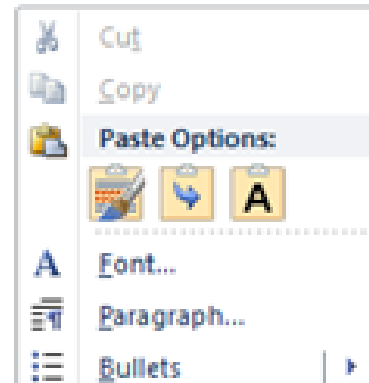 Cut
Copy
Paste Options:
A
A Font...
Paragraph...
Bullets